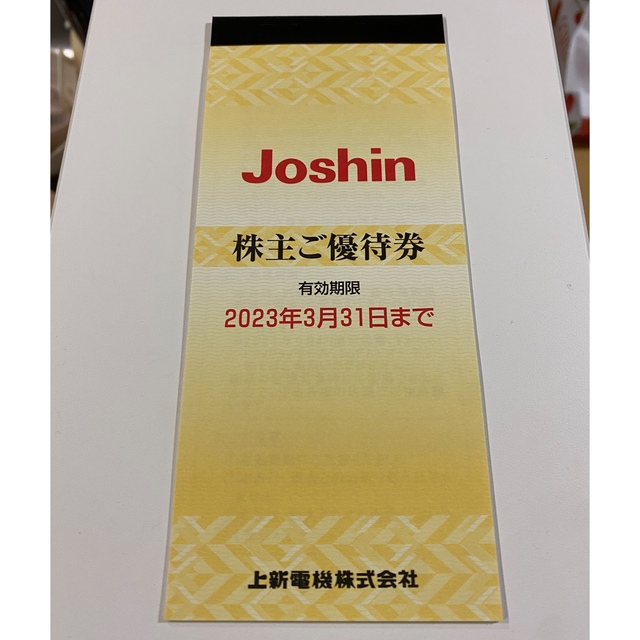 Joshin
株主ご優待券
有効期限
2023年3月31日まで
上新電機株式会社